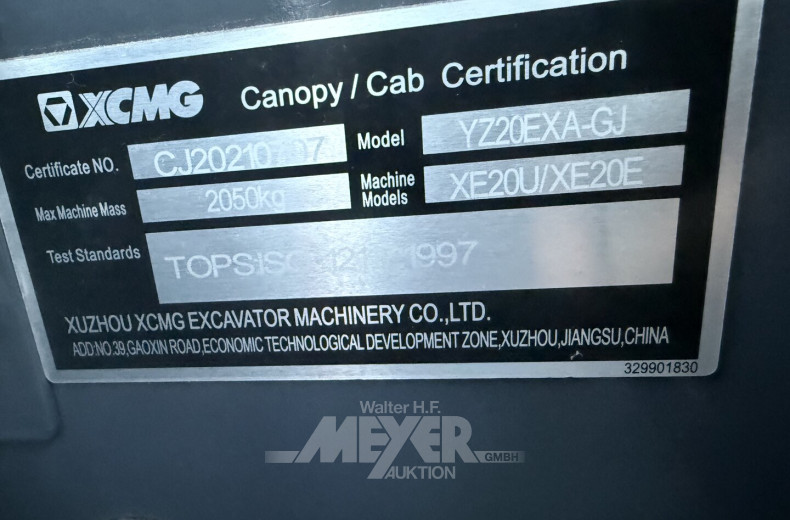 XCMG Canopy / Cab Certification
Certificate NO. Model YZ20EXA-GJ
Max Machine Mass 2050kg Machine Models XE20U/XE20E
Test Standards 1997
XUZHOU XCMG EXCAVATOR MACHINERY CO.,LTD.
ADD:NO.39,GAOXIN ROAD,ECONOMIC TECHNOLOGICAL DEVELOPMENT ZONE,XUZHOU,JIANGSU,CHINA
329901830
Walter H.F.
MEYER
AUKTION GMBH